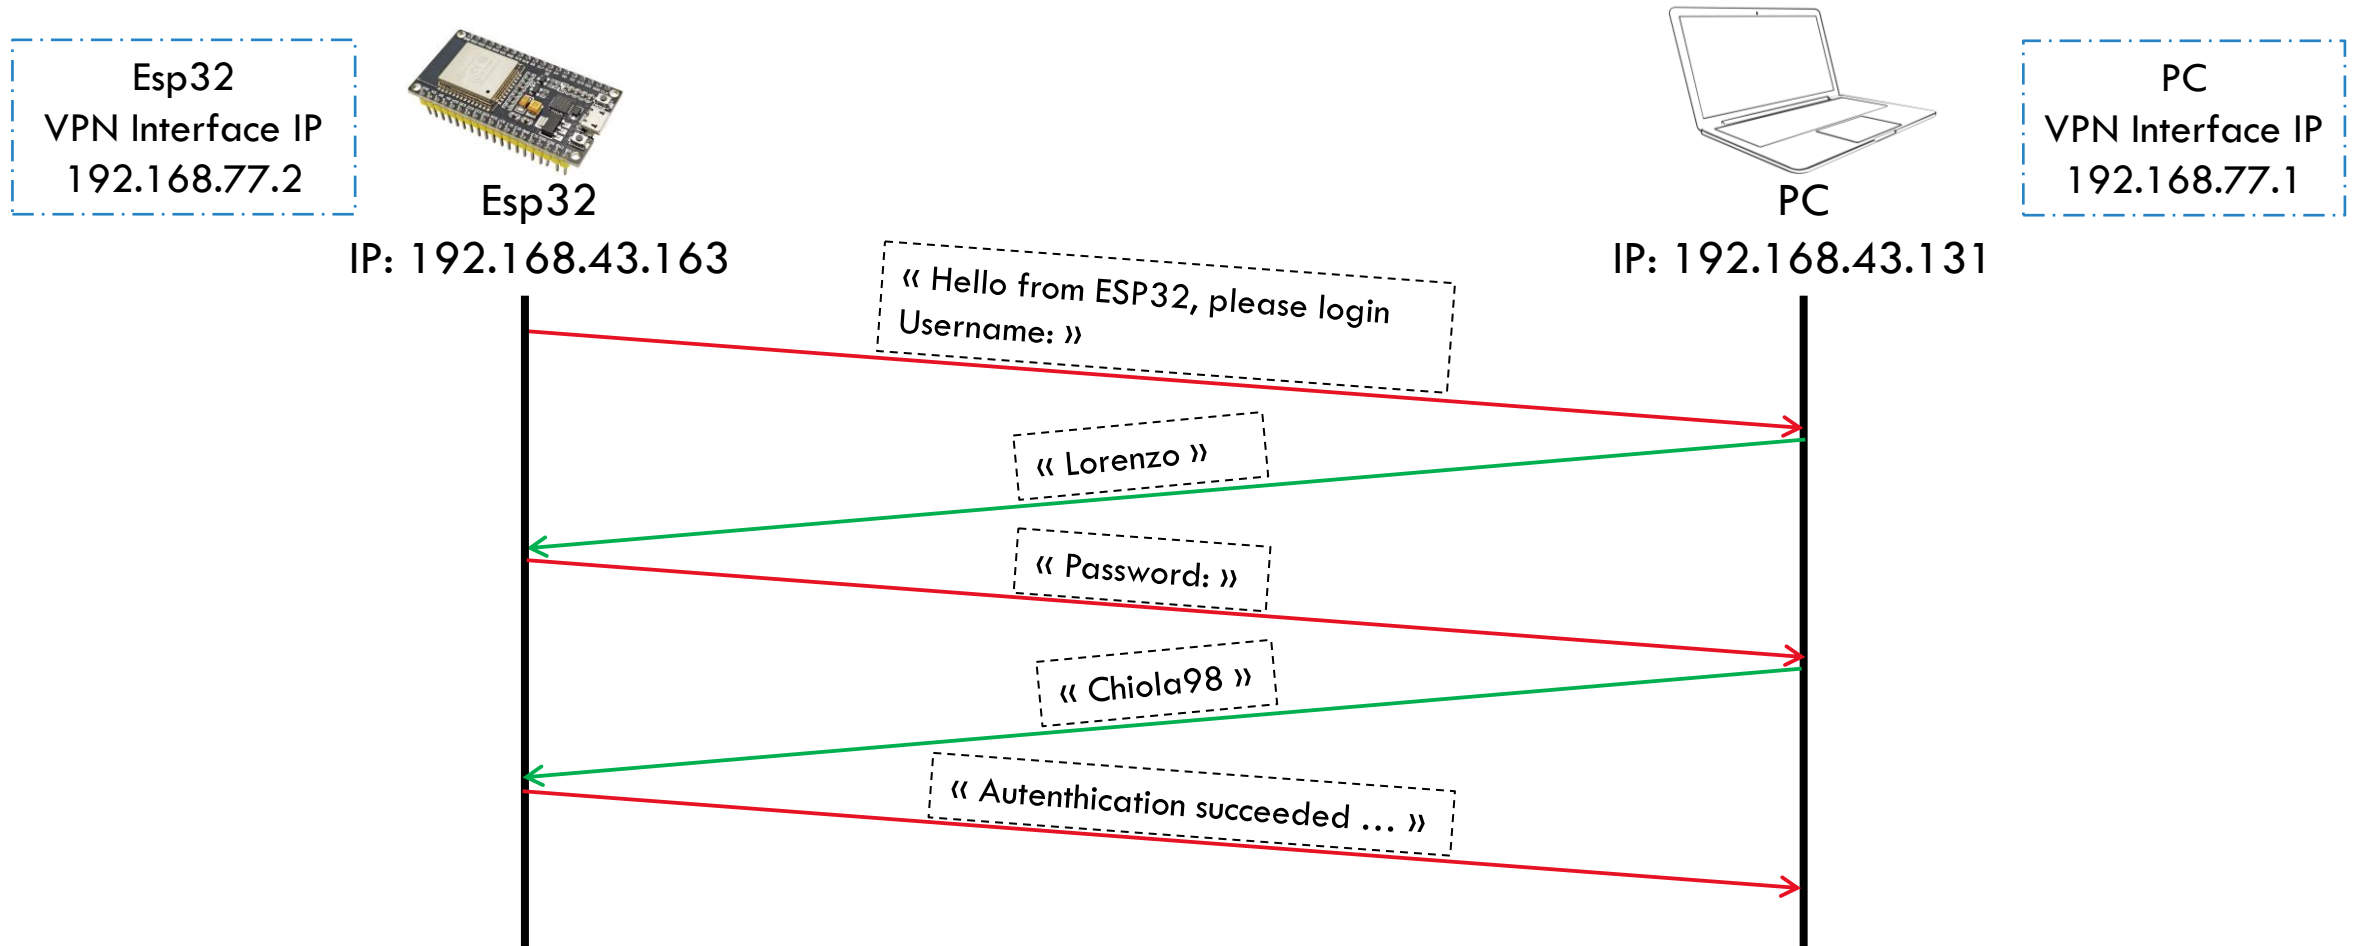 Esp32
VPN Interface IP
192.168.77.2
Esp32
IP: 192.168.43.163
PC
IP: 192.168.43.131
PC
VPN Interface IP
192.168.77.1
« Hello from ESP32, please login
Username: »
« Lorenzo »
« Password: »
« Chiola98 »
« Autenthication succeeded ... »